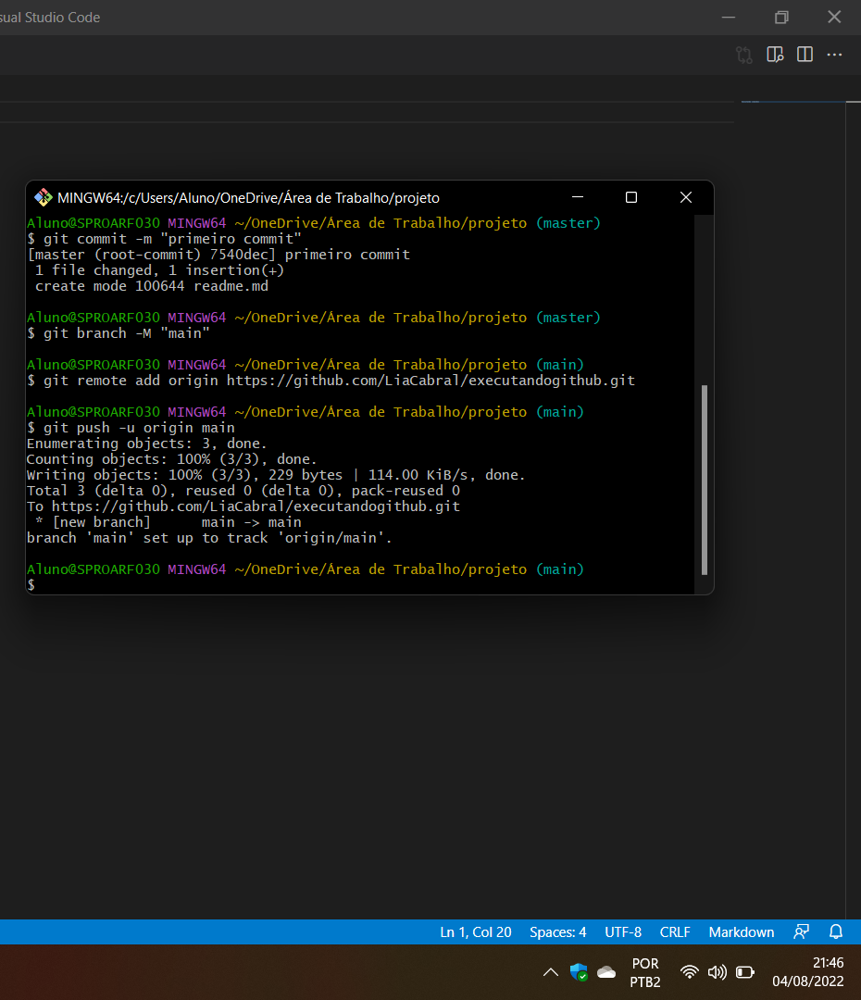 sual Studio Code
MINGW64:/c/Users/Aluno/OneDrive/Área de Trabalho/projeto
Aluno@SPROARF030 MINGW64 ~/OneDrive/Área de Trabalho/projeto (master)
$ git commit -m "primeiro commit"
[master (root-commit) 7540dec] primeiro commit
 1 file changed, 1 insertion(+)
 create mode 100644 readme.md
Aluno@SPROARF030 MINGW64 ~/OneDrive/Área de Trabalho/projeto (master)
$ git branch -M "main"
Aluno@SPROARF030 MINGW64 ~/OneDrive/Área de Trabalho/projeto (main)
$ git remote add origin https://github.com/LiaCabral/executandogithub.git
Aluno@SPROARF030 MINGW64 ~/OneDrive/Área de Trabalho/projeto (main)
$ git push -u origin main
Enumerating objects: 3, done.
Counting objects: 100% (3/3), done.
Writing objects: 100% (3/3), 229 bytes | 114.00 KiB/s, done.
Total 3 (delta 0), reused 0 (delta 0), pack-reused 0
To https://github.com/LiaCabral/executandogithub.git
 * [new branch]      main -> main
branch 'main' set up to track 'origin/main'.
Aluno@SPROARF030 MINGW64 ~/OneDrive/Área de Trabalho/projeto (main)
$
Ln 1, Col 20 Spaces: 4 UTF-8 CRLF Markdown
POR 21:46
PTB2 04/08/2022